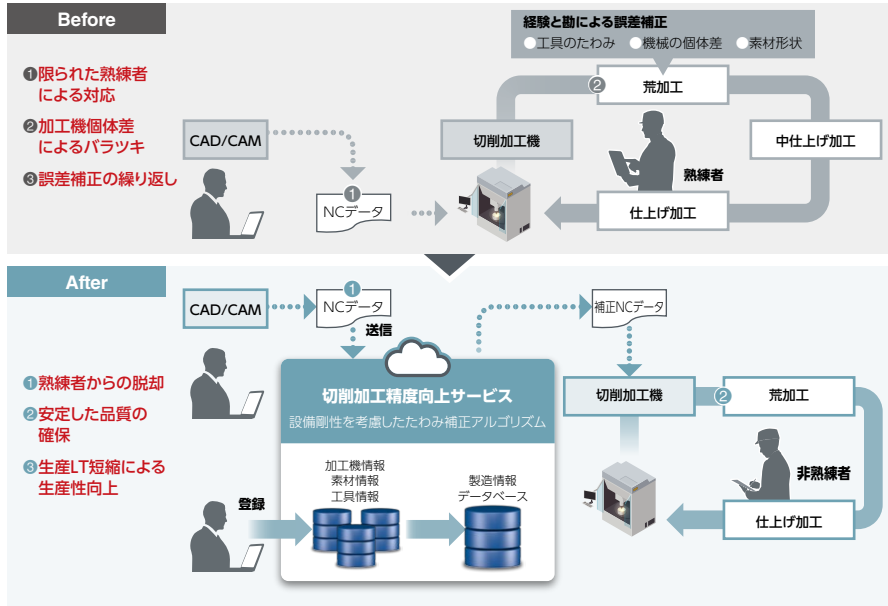 Before
❶限られた熟練者
による対応
❷加工機個体差
によるバラツキ
❸誤差補正の繰り返し
CAD/CAM
❶
NCデータ
切削加工機
経験と勘による誤差補正
●工具のたわみ ●機械の個体差 ●素材形状
❷
荒加工
中仕上げ加工
熟練者
仕上げ加工
After
❶熟練者からの脱却
❷安定した品質の
確保
❸生産LT短縮による
生産性向上
CAD/CAM
❶
NCデータ
送信
補正NCデータ
切削加工精度向上サービス
設備剛性を考慮したたわみ補正アルゴリズム
登録
加工機情報
素材情報
工具情報
製造情報
データベース
切削加工機
❷
荒加工
非熟練者
仕上げ加工